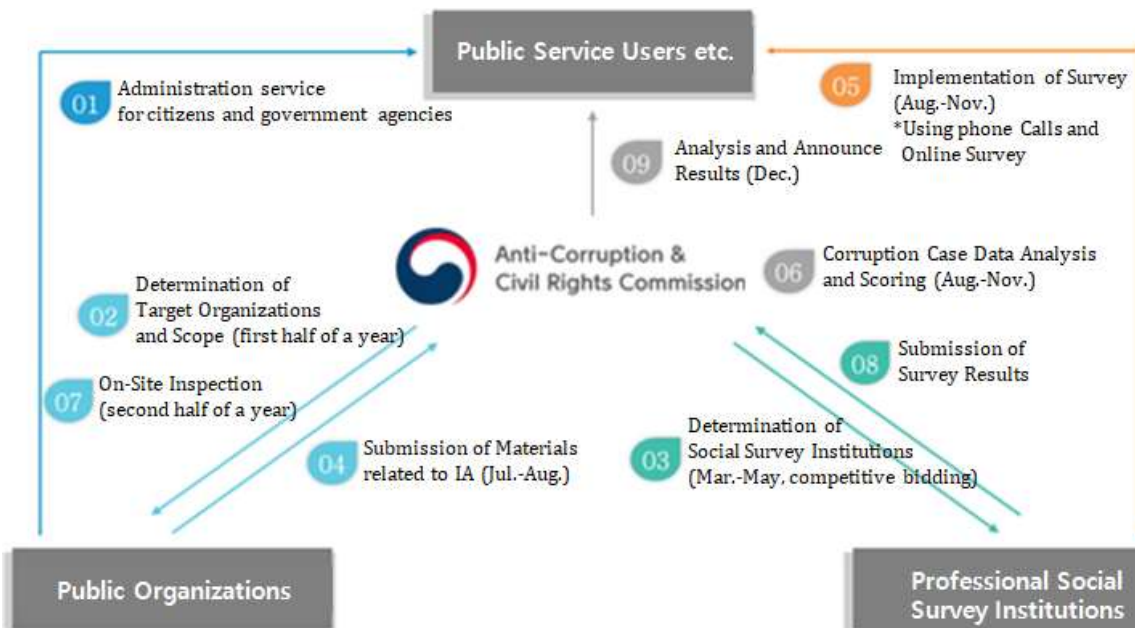 Public Service Users etc.
01
Administration service
for citizens and government agencies
05
Implementation of Survey
(Aug.-Nov.)
*Using phone Calls and
Online Survey
09
Analysis and Announce
Results (Dec.)
Anti-Corruption &
Civil Rights Commission
06
Corruption Case Data Analysis
and Scoring (Aug.-Nov.)
02
Determination of
Target Organizations
and Scope (first half of a year)
08
Submission of
Survey Results
07
On-Site Inspection
(second half of a year)
04
Submission of Materials
related to IA (Jul.-Aug.)
03
Determination of
Social Survey Institutions
(Mar.-May, competitive bidding)
Public Organizations
Professional Social
Survey Institutions